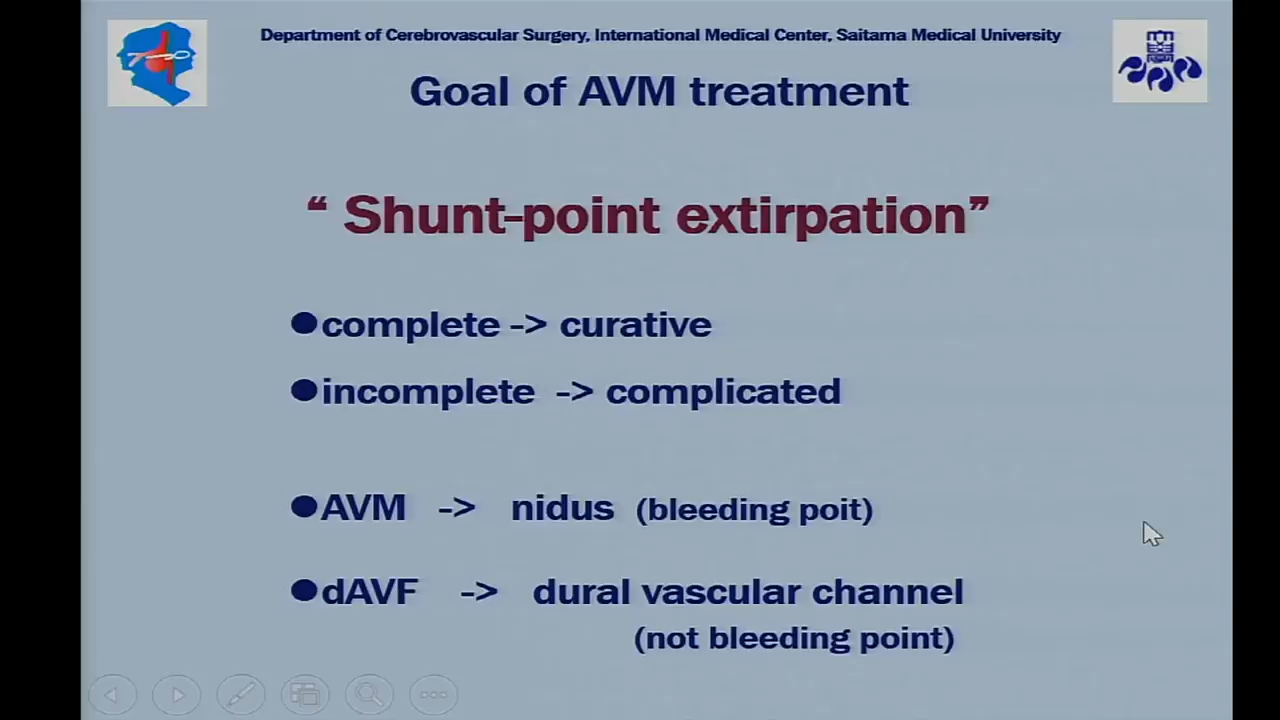 Department of Cerebrovascular Surgery, International Medical Center, Saitama Medical University
Goal of AVM treatment
“ Shunt-point extirpation”
●complete -> curative
●incomplete -> complicated
●AVM -> nidus (bleeding poit)
●dAVF -> dural vascular channel
(not bleeding point)